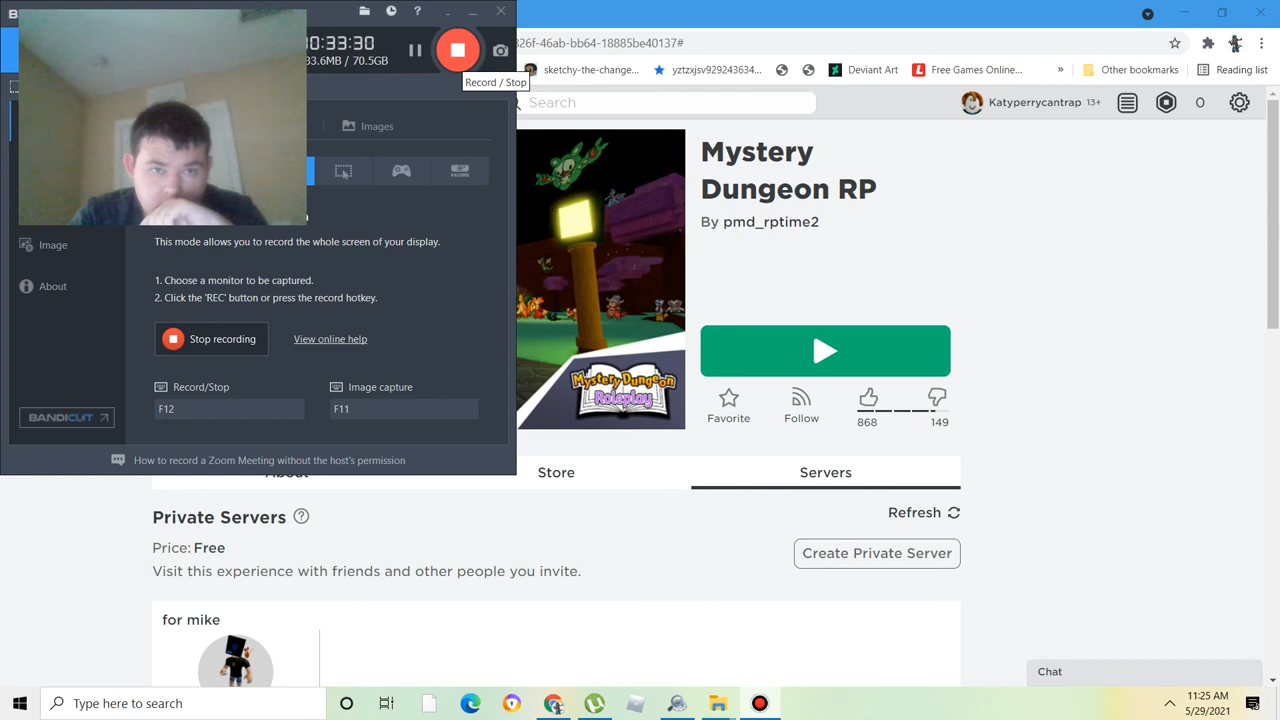 B
0:33:30
33.6MB / 70.5GB
Record / Stop
Images
This mode allows you to record the whole screen of your display.
1. Choose a monitor to be captured.
2. Click the 'REC' button or press the record hotkey.
Stop recording
View online help
Record/Stop
Image capture
F12
F11
Image
About
BANDICUT
How to record a Zoom Meeting without the host's permission
326f-46ab-bb64-18885be40137#
sketchy-the-change...
yztzxjsv929243634...
Deviant Art
Free Games Online...
»
Other bookmarks
Reading list
Search
Katyperrycantrap 13+
0
Mystery Dungeon
Roleplay
Mystery
Dungeon RP
By pmd_rptime2
Favorite
Follow
868
149
About
Store
Servers
Private Servers
Refresh
Price: Free
Create Private Server
Visit this experience with friends and other people you invite.
for mike
Chat
Type here to search
11:25 AM
5/29/2021